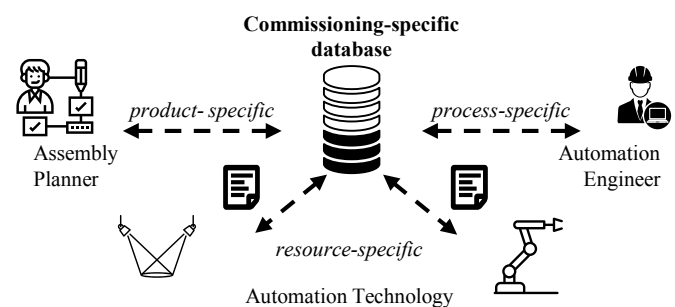 Commissioning-specific
database
product- specific
process-specific
Assembly
Planner
Automation
Engineer
resource-specific
Automation Technology